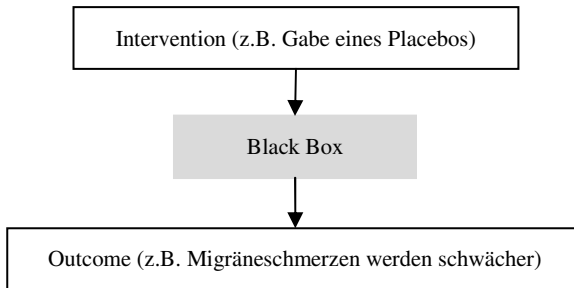 Intervention (z.B. Gabe eines Placebos)
Black Box
Outcome (z.B. Migräneschmerzen werden schwächer)